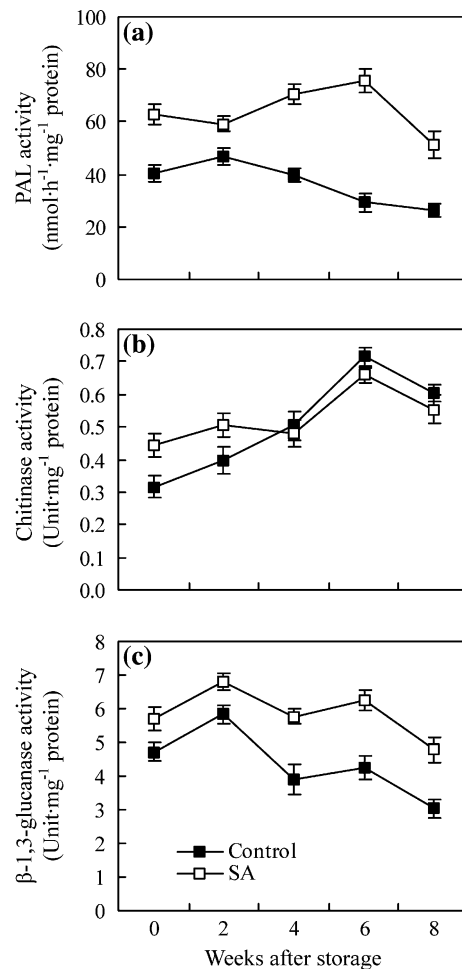 (a)
PAL activity
(nmol·h⁻¹·mg⁻¹ protein)
100
80
60
40
20
0
(b)
Chitinase activity
(Unit·mg⁻¹ protein)
0.8
0.7
0.6
0.5
0.4
0.3
0.2
0.1
0.0
(c)
β-1,3-glucanase activity
(Unit·mg⁻¹ protein)
8
7
6
5
4
3
2
1
0
Control
SA
0 2 4 6 8
Weeks after storage